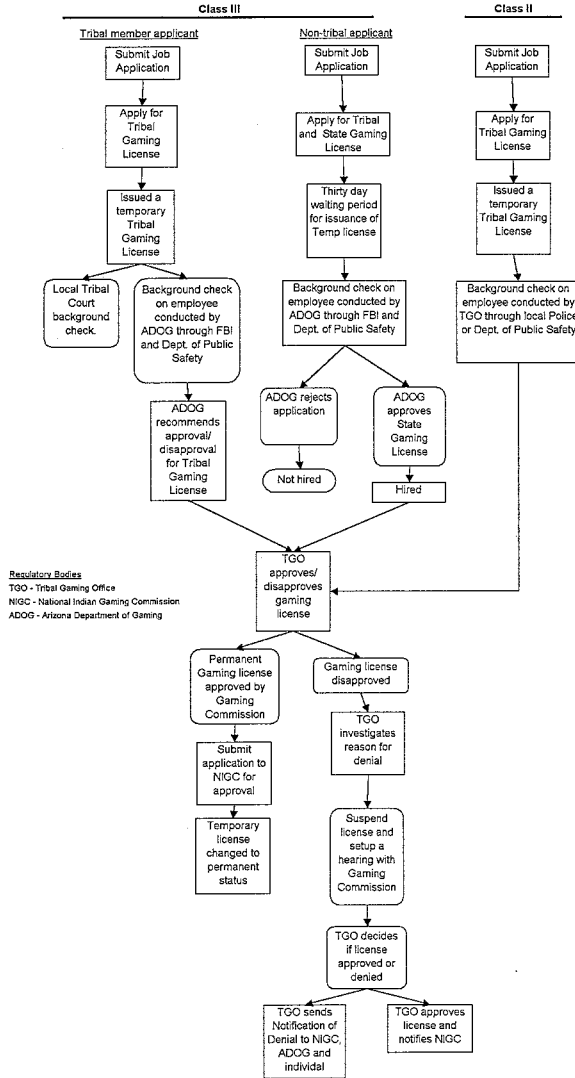 Class III
Class II
Tribal member applicant
Non-tribal applicant
Submit Job
Application
Submit Job
Application
Submit Job
Application
Apply for
Tribal
Gaming
License
Apply for Tribal
and State Gaming
License
Apply for
Tribal Gaming
License
Issued a
temporary
Tribal
Gaming
License
Thirty day
waiting period
for issuance of
Temp license
Issued a
temporary
Tribal Gaming
License
Local Tribal
Court
background
check.
Background check
on employee
conducted by
ADOG through FBI
and Dept. of Public
Safety
Background check on
employee conducted by
ADOG through FBI and
Dept. of Public Safety
Background check on
employee conducted by
TGO through local Police
or Dept. of Public Safety
ADOG
recommends
approval/
disapproval
for Tribal
Gaming
License
ADOG rejects
application
ADOG
approves
State
Gaming
License
Not hired
Hired
TGO
approves/
disapproves
gaming
license
Regulatory Bodies
TGO - Tribal Gaming Office
NIGC - National Indian Gaming Commission
ADOG - Arizona Department of Gaming
Permanent
Gaming license
approved by
Gaming
Commission
Gaming license
disapproved
Submit
application to
NIGC for
approval
TGO
investigates
reason for
denial
Temporary
license
changed to
permanent
status
Suspend
license and
setup a
hearing with
Gaming
Commission
TGO decides
if license
approved or
denied
TGO sends
Notification of
Denial to NIGC,
ADOG and
individal
TGO approves
license and
notifies NIGC